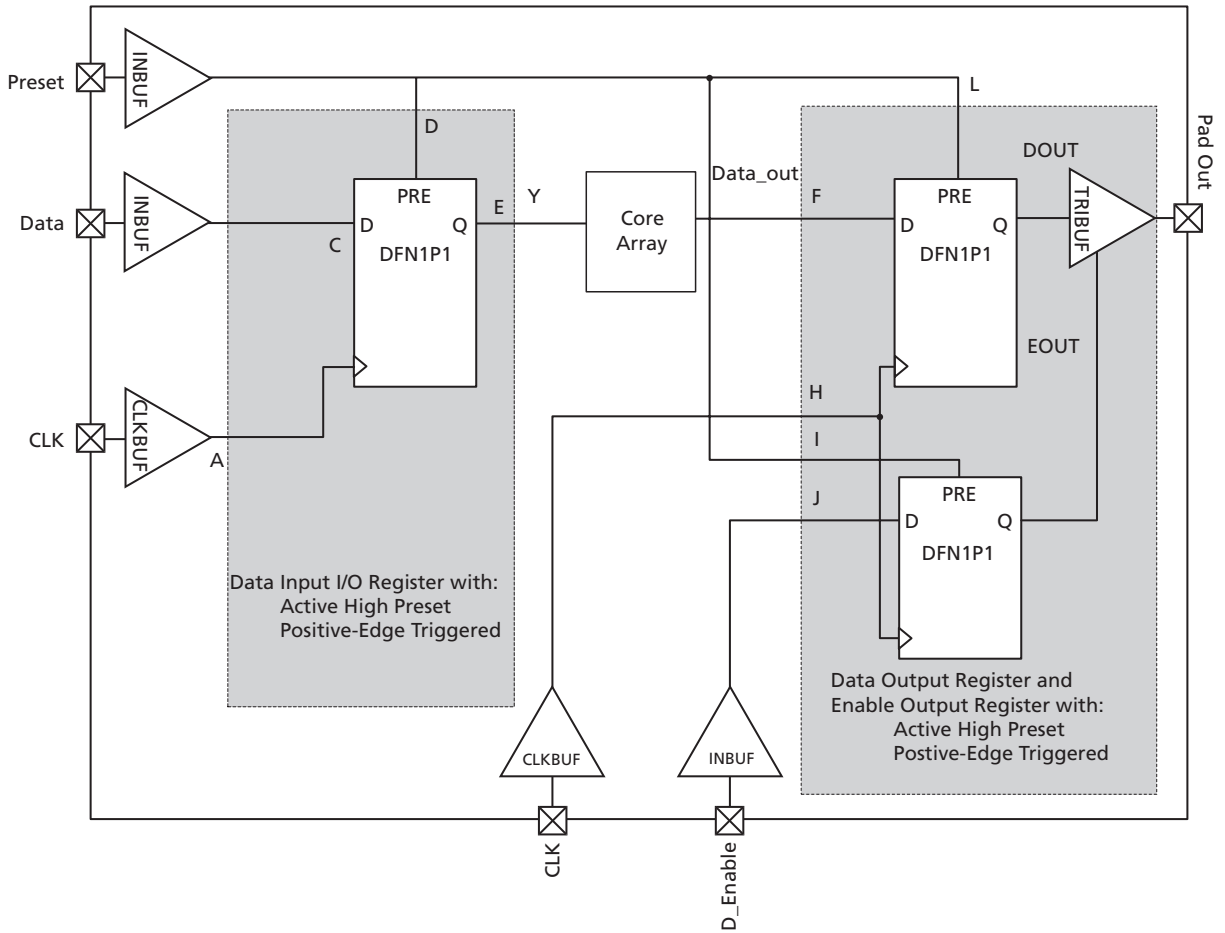 Preset
INBUF
L
D
Pad Out
DOUT
Data_out
PRE
PRE
TRIBUF
Data
INBUF
E
Y
F
D
Q
Core
Array
D
Q
C
DFN1P1
DFN1P1
EOUT
CLK
CLKBUF
A
H
I
PRE
J
D
Q
DFN1P1
Data Input I/O Register with:
Active High Preset
Positive-Edge Triggered
Data Output Register and
Enable Output Register with:
Active High Preset
Postive-Edge Triggered
CLKBUF
INBUF
CLK
D_Enable